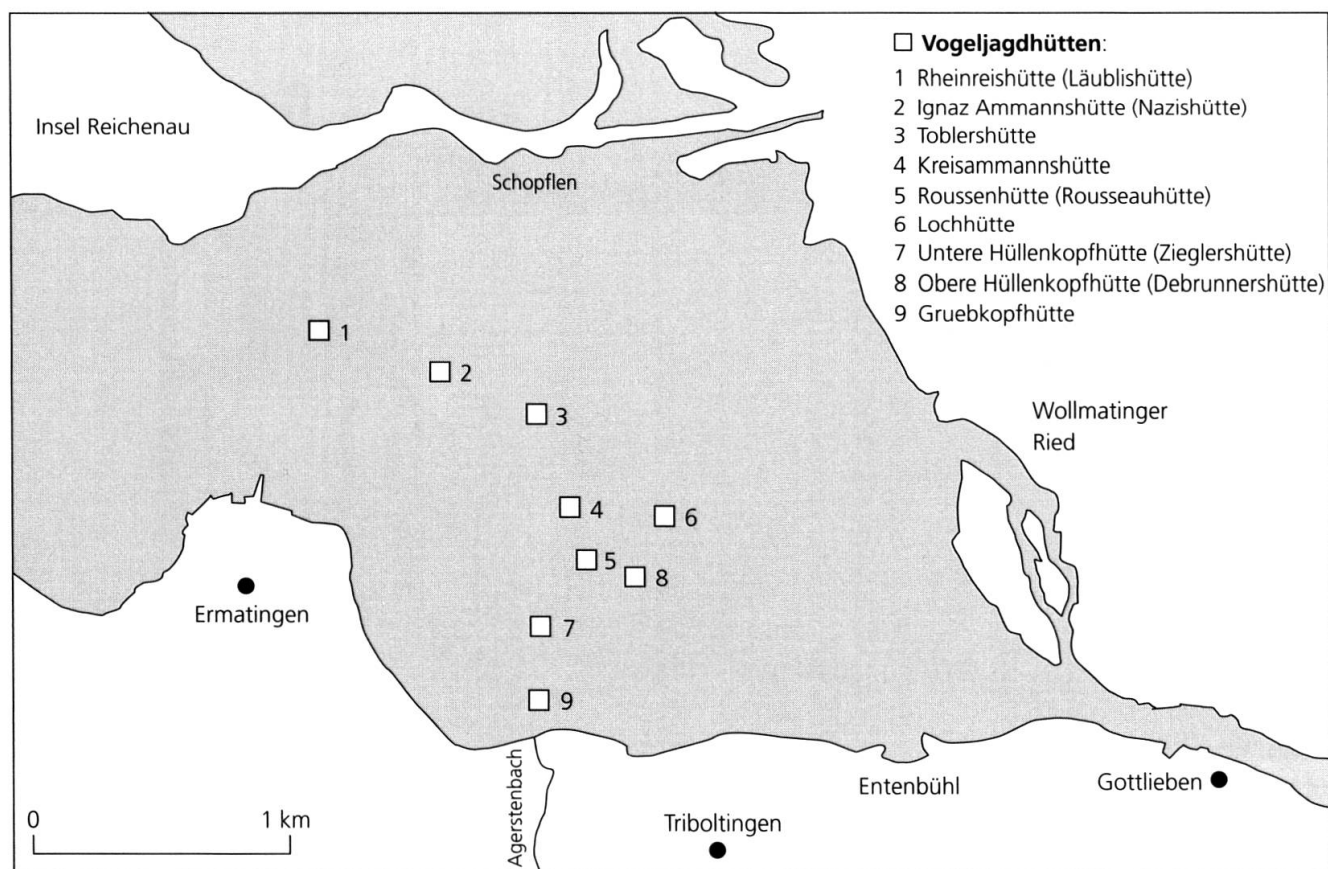 Vogeljagdhütten:
1 Rheinreishütte (Läublishütte)
2 Ignaz Ammannshütte (Nazishütte)
3 Toblershütte
4 Kreisammannshütte
5 Roussenhütte (Rousseauhütte)
6 Lochhütte
7 Untere Hüllenkopfhütte (Zieglershütte)
8 Obere Hüllenkopfhütte (Debrunnershütte)
9 Gruebkopfhütte
Insel Reichenau
Schopflen
1
2
3
Wollmatinger
Ried
4
6
5
8
Ermatingen
7
9
Agerstenbach
Entenbühl
Gottlieben
Triboltingen
0
1 km